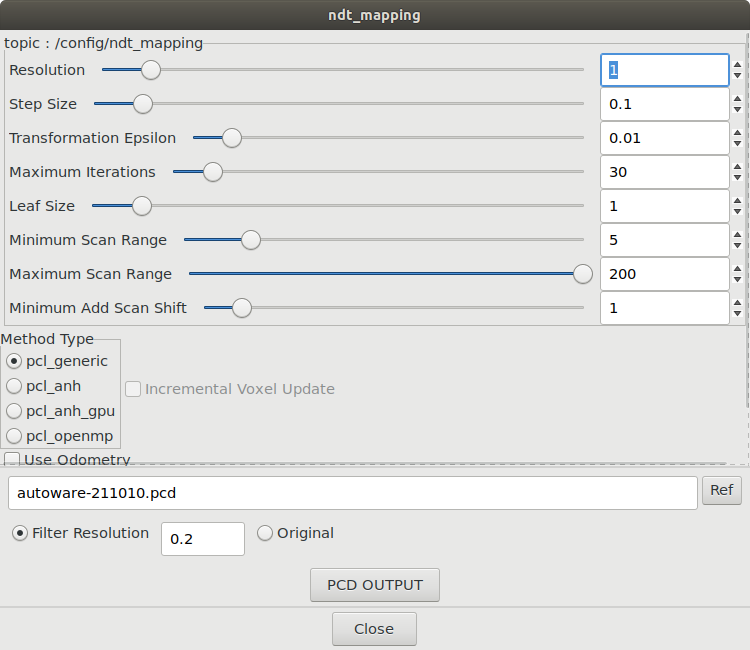 ndt_mapping
topic : /config/ndt_mapping
Resolution 1
Step Size 0.1
Transformation Epsilon 0.01
Maximum Iterations 30
Leaf Size 1
Minimum Scan Range 5
Maximum Scan Range 200
Minimum Add Scan Shift 1
Method Type
pcl_generic
pcl_anh
Incremental Voxel Update
pcl_anh_gpu
pcl_openmp
Use Odometry
autoware-211010.pcd Ref
Filter Resolution 0.2 Original
PCD OUTPUT
Close